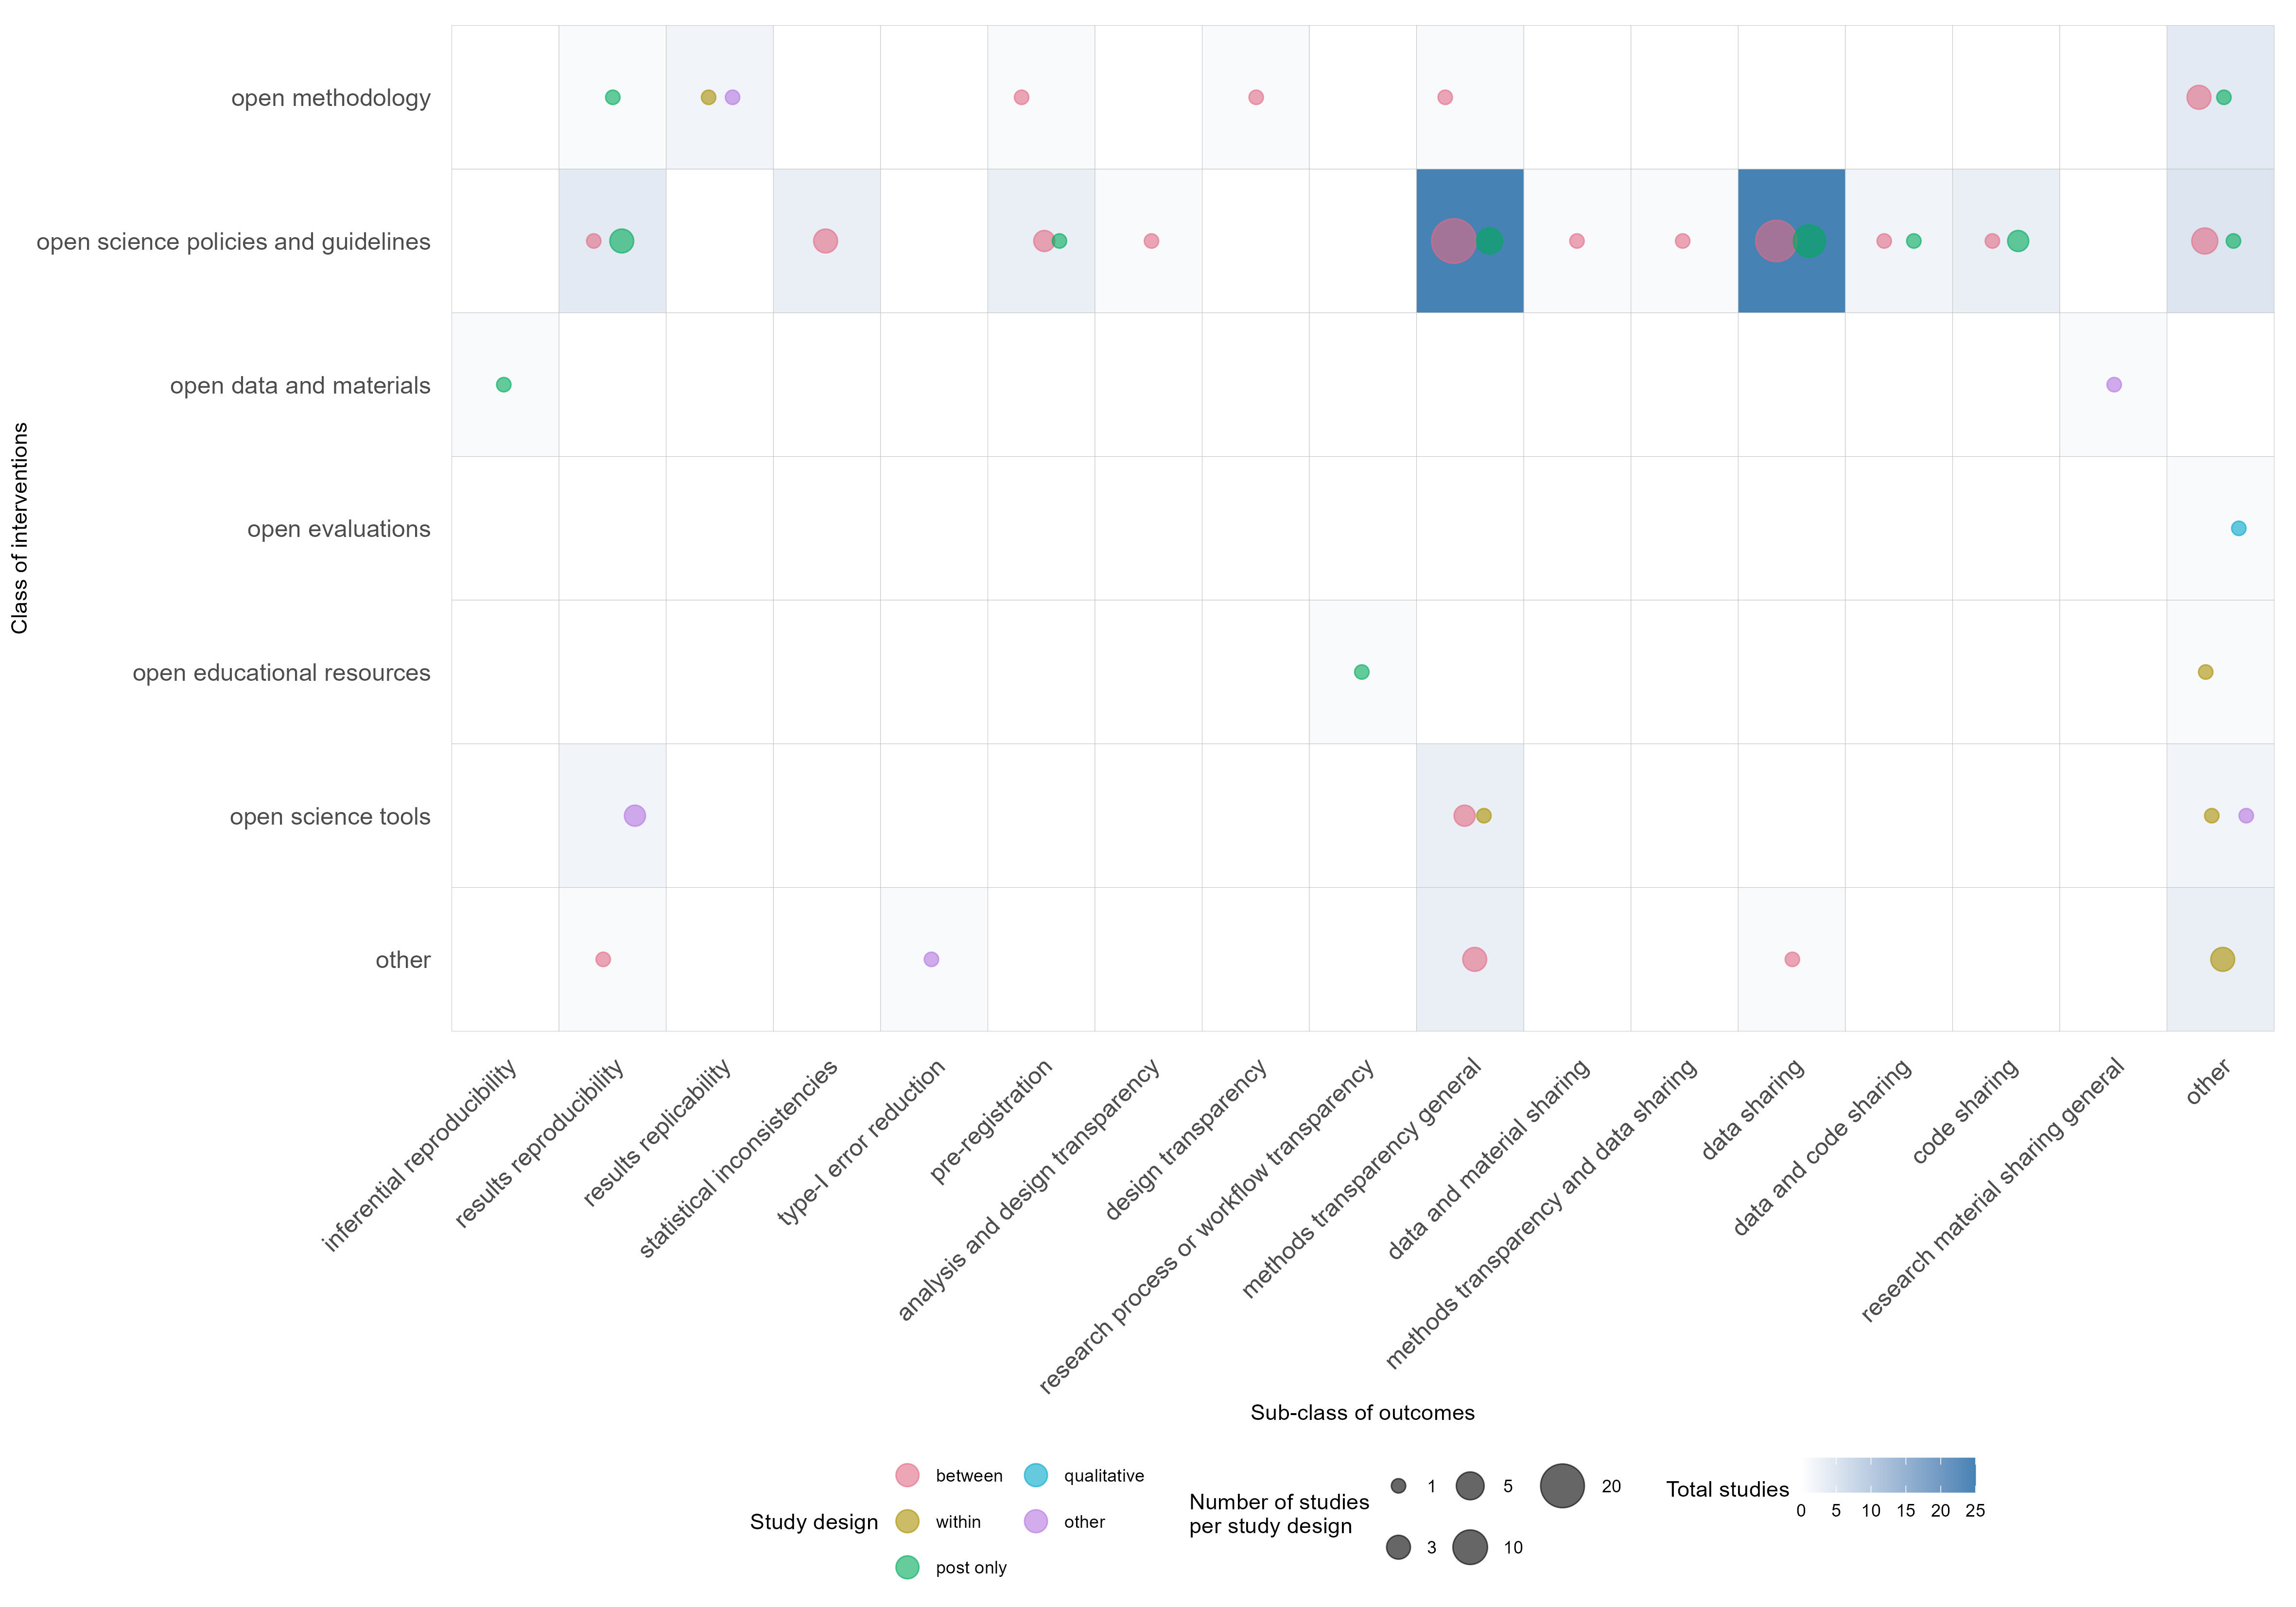 open methodology
open science policies and guidelines
open data and materials
open evaluations
open educational resources
open science tools
other
Class of interventions
inferential reproducibility
results reproducibility
results replicability
statistical inconsistencies
type-I error reduction
pre-registration
analysis and design transparency
design transparency
research process or workflow transparency
methods transparency general
data and material sharing
methods transparency and data sharing
data sharing
data and code sharing
code sharing
research material sharing general
other
Sub-class of outcomes
Study design
between
within
post only
qualitative
other
Number of studies
per study design
1
3
5
10
20
Total studies
0 5 10 15 20 25